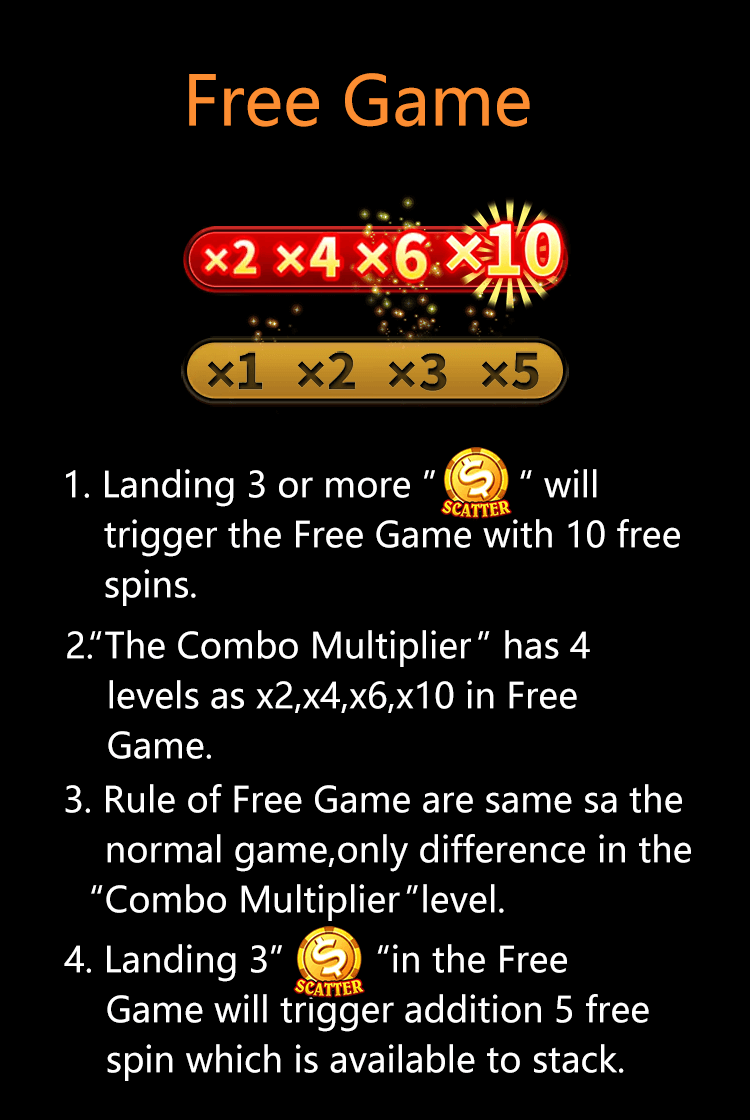 Free Game
×2 ×4 ×6 ×10
×1 ×2 ×3 ×5
1. Landing 3 or more " SCATTER " will
trigger the Free Game with 10 free
spins.
2."The Combo Multiplier" has 4
levels as x2,x4,x6,x10 in Free
Game.
3. Rule of Free Game are same sa the
normal game,only difference in the
"Combo Multiplier"level.
4. Landing 3" SCATTER "in the Free
Game will trigger addition 5 free
spin which is available to stack.